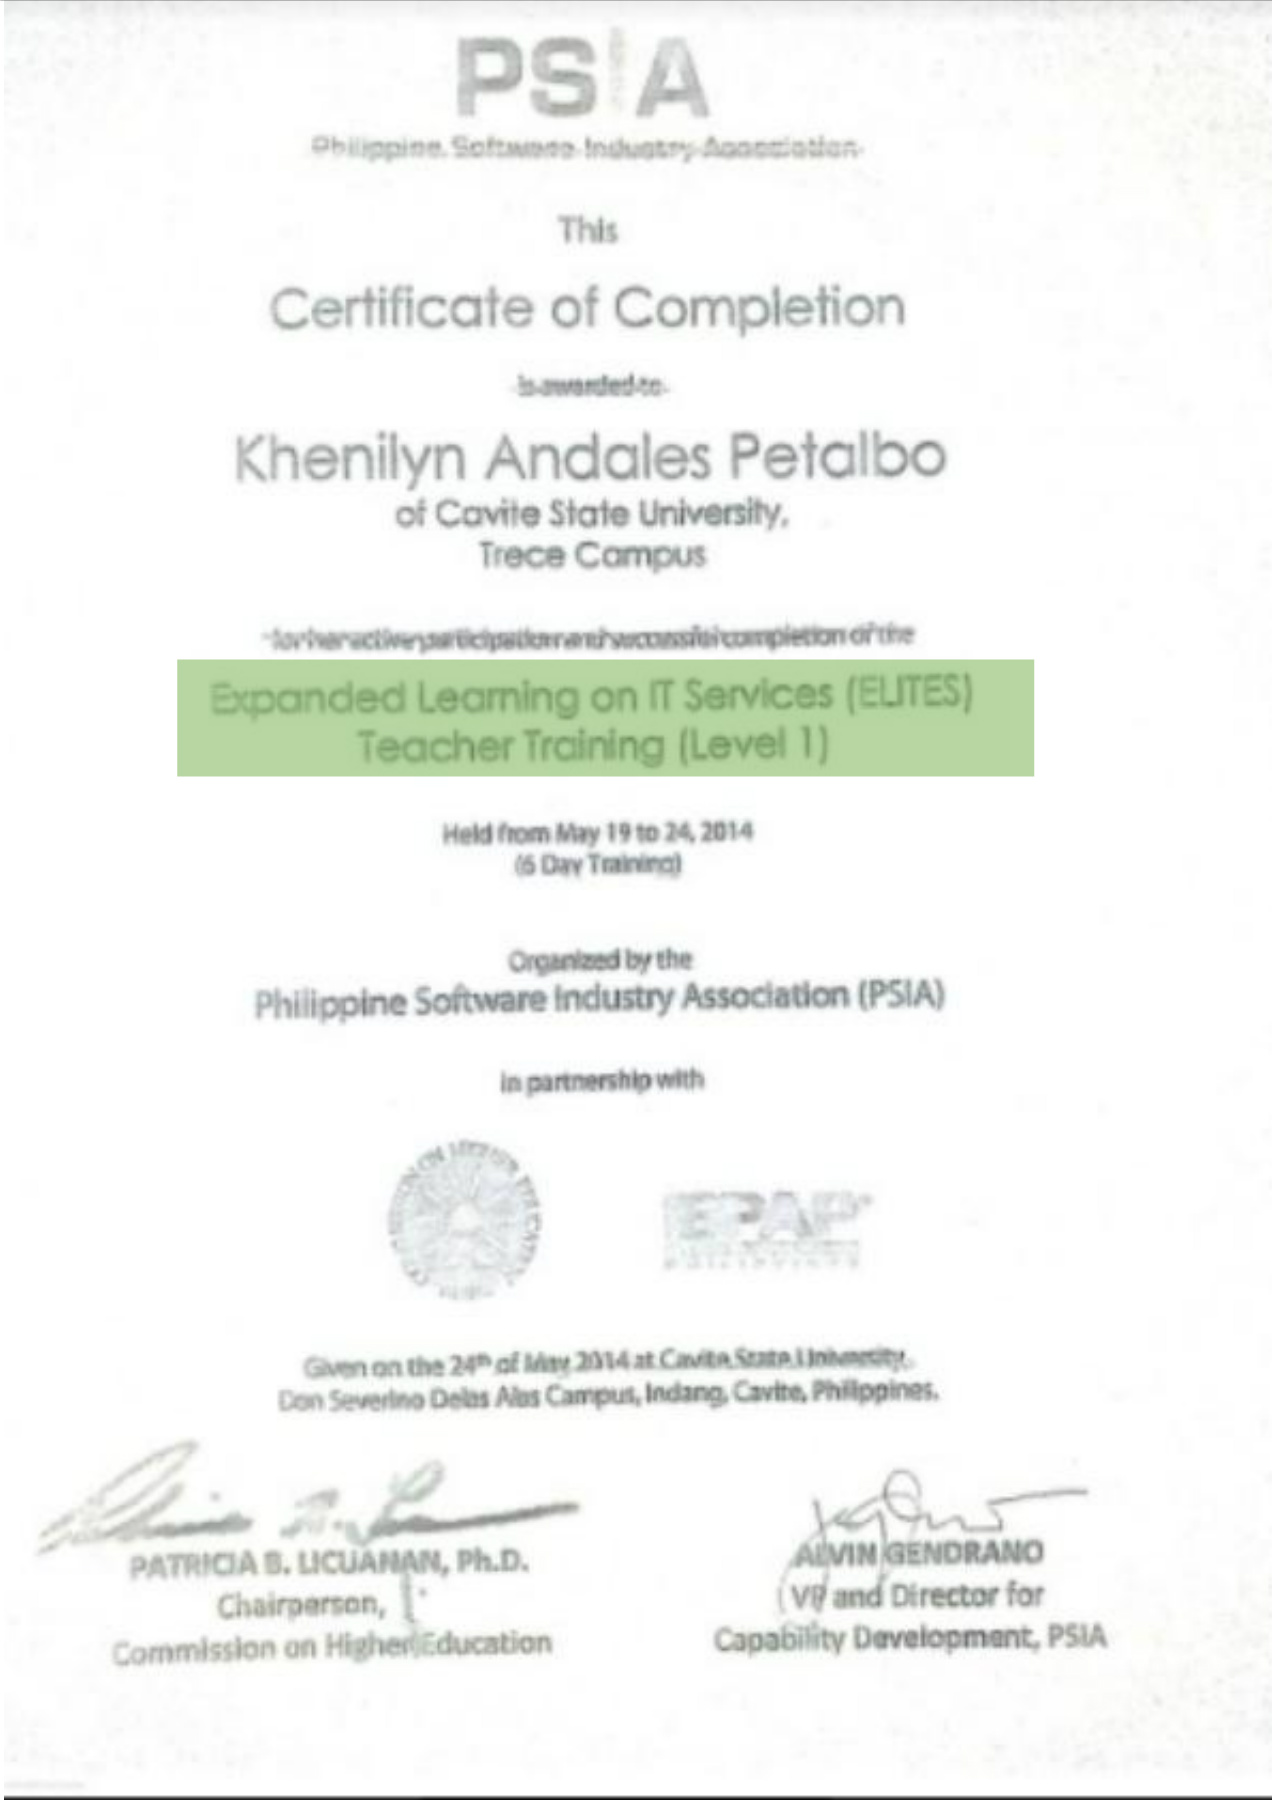 PSIA
Philippine Software Industry Association
This
Certificate of Completion
is awarded to
Khenilyn Andales Petalbo
of Cavite State University,
Trece Campus
for her active participation and successful completion of the
Expanded Learning on IT Services (ELITES)
Teacher Training (Level 1)
Held from May 19 to 24, 2014
(6 Day Training)
Organized by the
Philippine Software Industry Association (PSIA)
in partnership with
Given on the 24th of May 2014 at Cavite State University,
Don Severino Delas Alas Campus, Indang, Cavite, Philippines.
PATRICIA B. LICUANAN, Ph.D.
Chairperson,
Commission on Higher Education
ALVIN GENDRANO
VP and Director for
Capability Development, PSIA